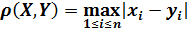 ρ(X,Y) = max_{1≤i≤n} |x_i − y_i|